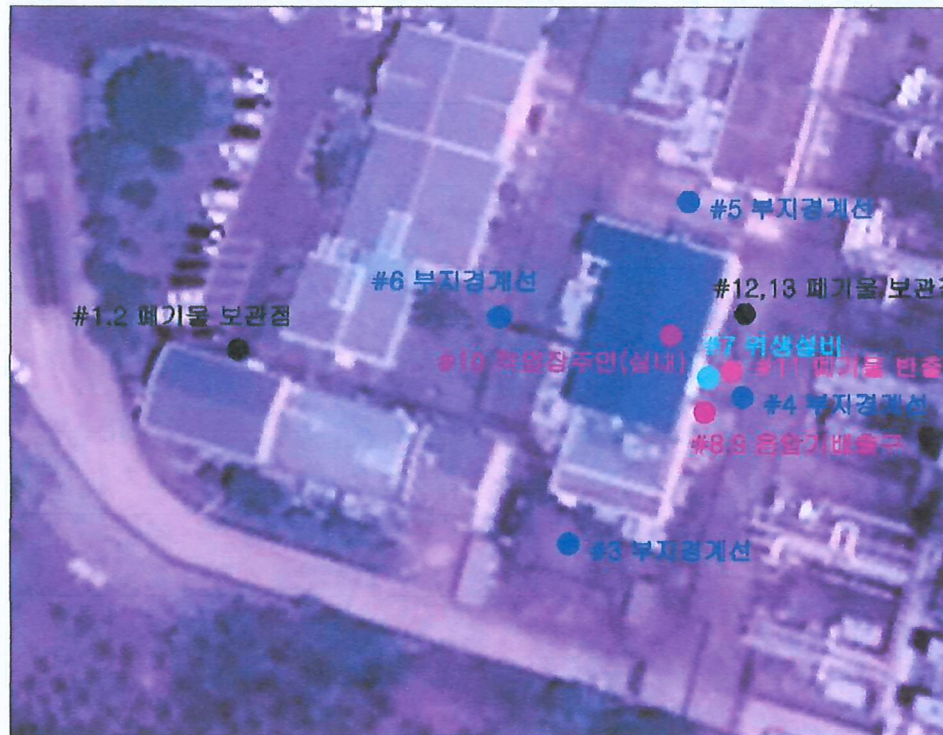 #5 부지경계선
#6 부지경계선
#12,13 폐기물 보관
#1.2 폐기물 보관점
#7 위생설비
#10 작업장주변(실내)
#11 폐기물 반출
#4 부지경계선
#8,9 음압기배출구
#3 부지경계선